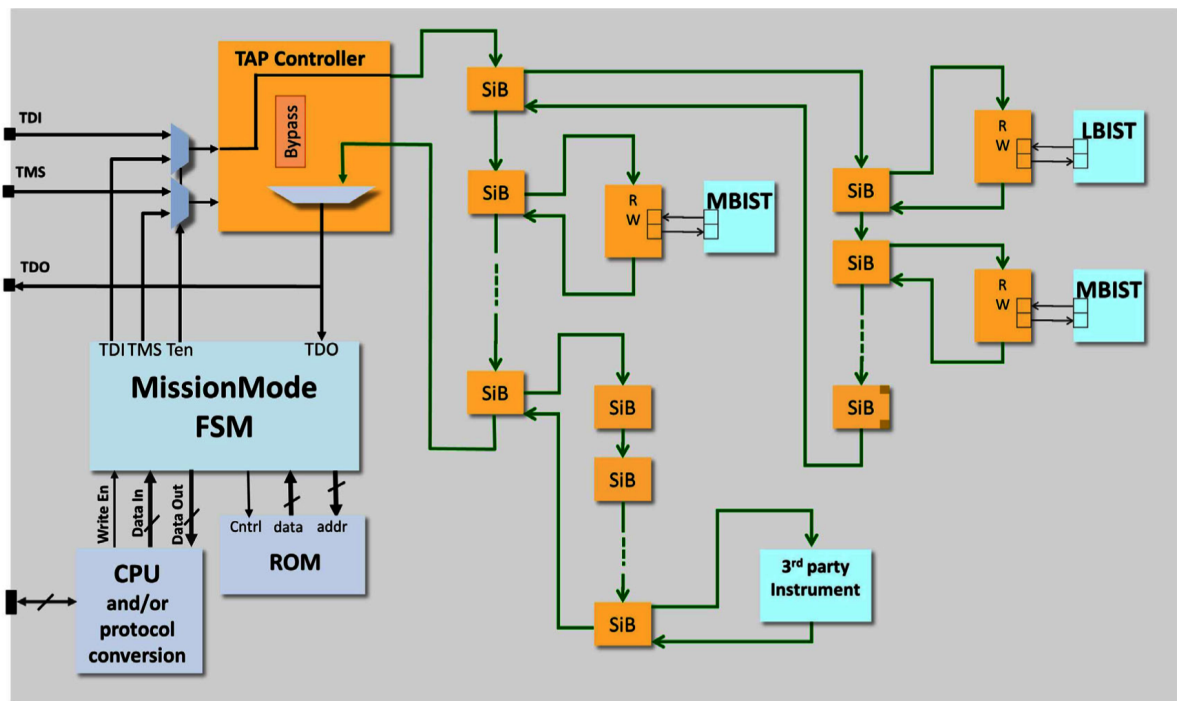 TAP Controller
Bypass
TDI
TMS
TDO
TDI TMS Ten
TDO
MissionMode
FSM
Write En
Data In
Data Out
Cntrl data addr
ROM
CPU
and/or
protocol
conversion
SiB
SiB
R
W
MBIST
SiB
SiB
SiB
SiB
3rd party
Instrument
SiB
R
W
LBIST
SiB
R
W
MBIST
SiB